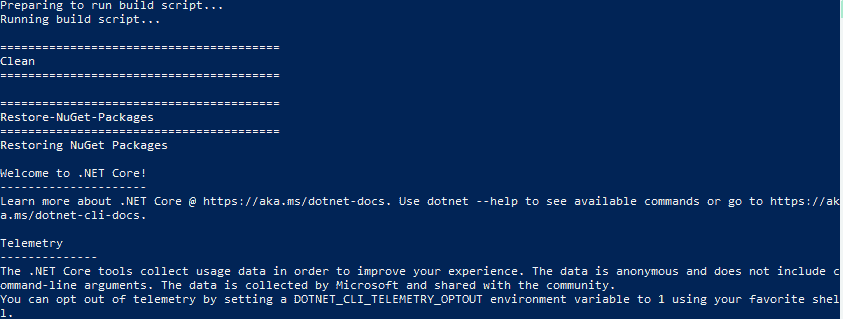 Preparing to run build script...
Running build script...
========================================
Clean
========================================
========================================
Restore-NuGet-Packages
========================================
Restoring NuGet Packages
Welcome to .NET Core!
---------------------
Learn more about .NET Core @ https://aka.ms/dotnet-docs. Use dotnet --help to see available commands or go to https://ak
a.ms/dotnet-cli-docs.
Telemetry
--------------
The .NET Core tools collect usage data in order to improve your experience. The data is anonymous and does not include c
ommand-line arguments. The data is collected by Microsoft and shared with the community.
You can opt out of telemetry by setting a DOTNET_CLI_TELEMETRY_OPTOUT environment variable to 1 using your favorite shel
l.